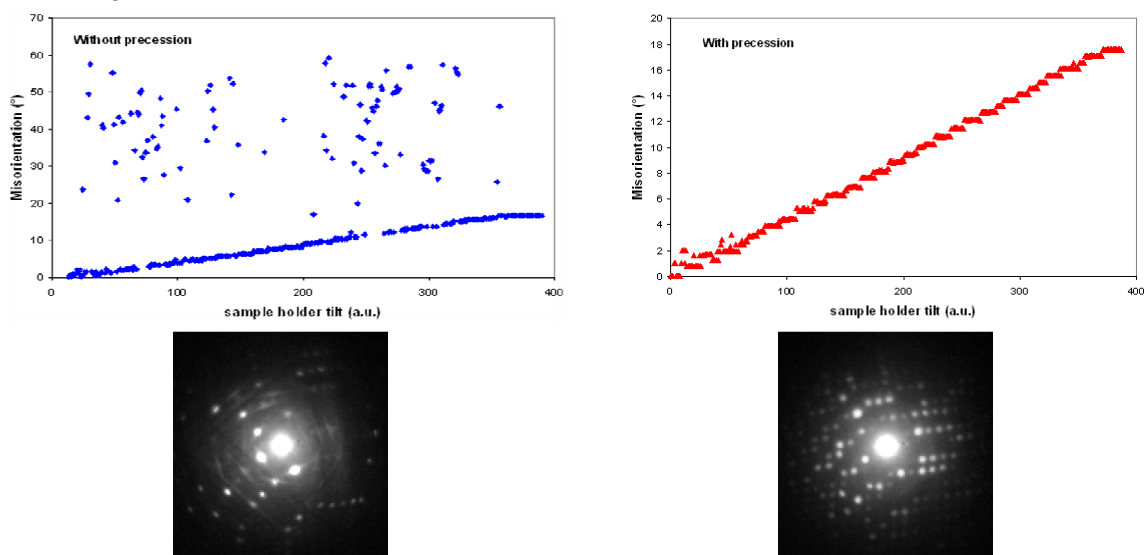 70
60
50
40
30
20
10
0
Misorientation (°)
Without precession
0 100 200 300 400
sample holder tilt (a.u.)
20
18
16
14
12
10
8
6
4
2
0
Misorientation (°)
With precession
0 100 200 300 400
sample holder tilt (a.u.)